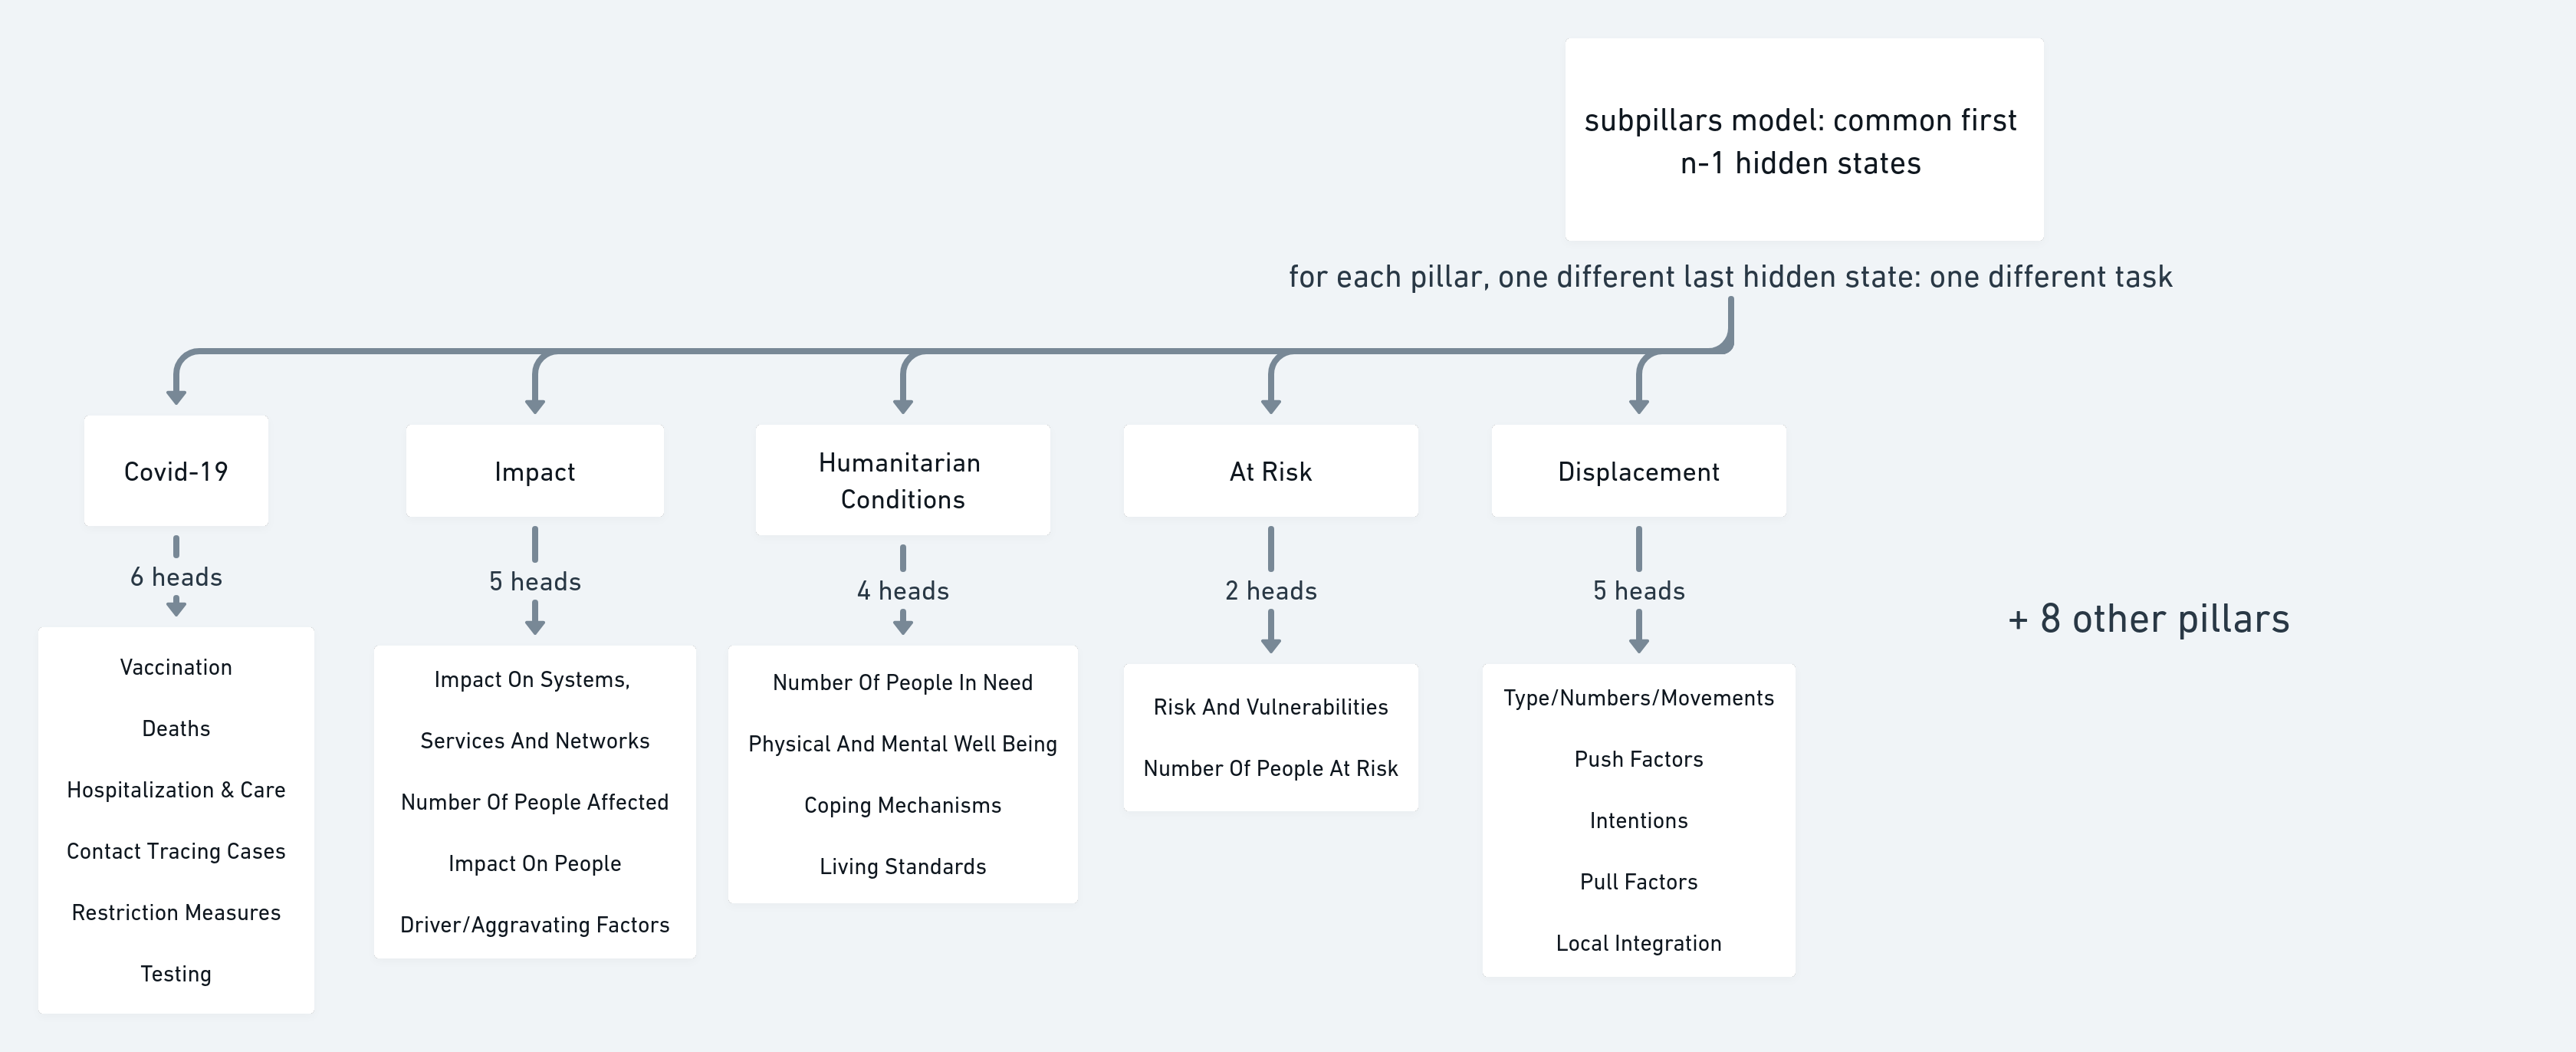 subpillars model: common first
n-1 hidden states
for each pillar, one different last hidden state: one different task
Covid-19
6 heads
Vaccination
Deaths
Hospitalization & Care
Contact Tracing Cases
Restriction Measures
Testing
Impact
5 heads
Impact On Systems,
Services And Networks
Number Of People Affected
Impact On People
Driver/Aggravating Factors
Humanitarian
Conditions
4 heads
Number Of People In Need
Physical And Mental Well Being
Coping Mechanisms
Living Standards
At Risk
2 heads
Risk And Vulnerabilities
Number Of People At Risk
Displacement
5 heads
Type/Numbers/Movements
Push Factors
Intentions
Pull Factors
Local Integration
+ 8 other pillars